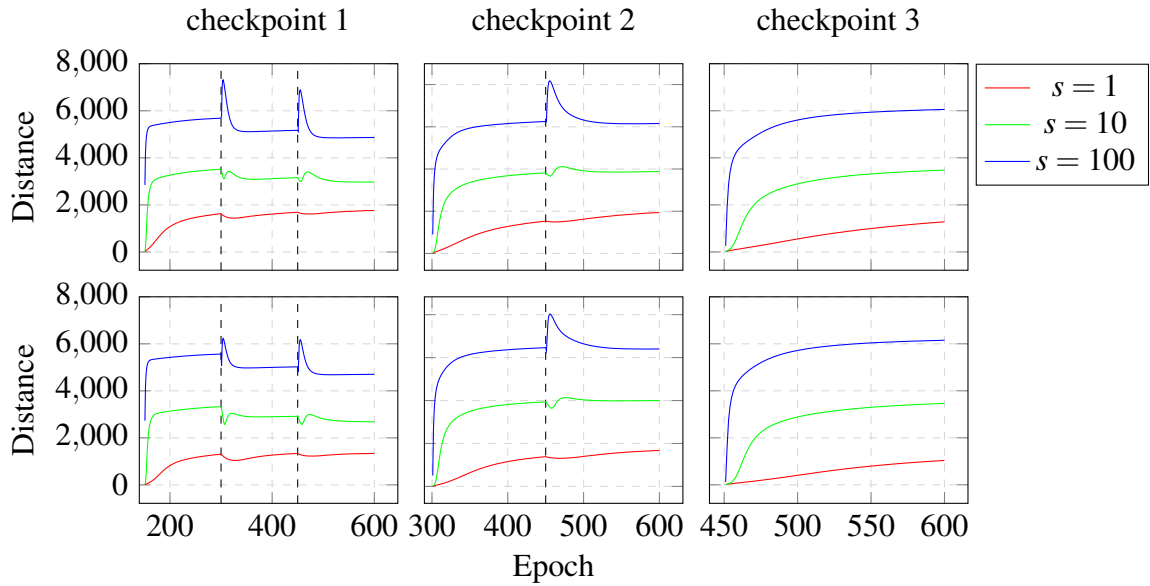 checkpoint 1
checkpoint 2
checkpoint 3
8,000
6,000
4,000
2,000
0
Distance
s = 1
s = 10
s = 100
8,000
6,000
4,000
2,000
0
Distance
200 400 600
300 400 500 600
450 500 550 600
Epoch